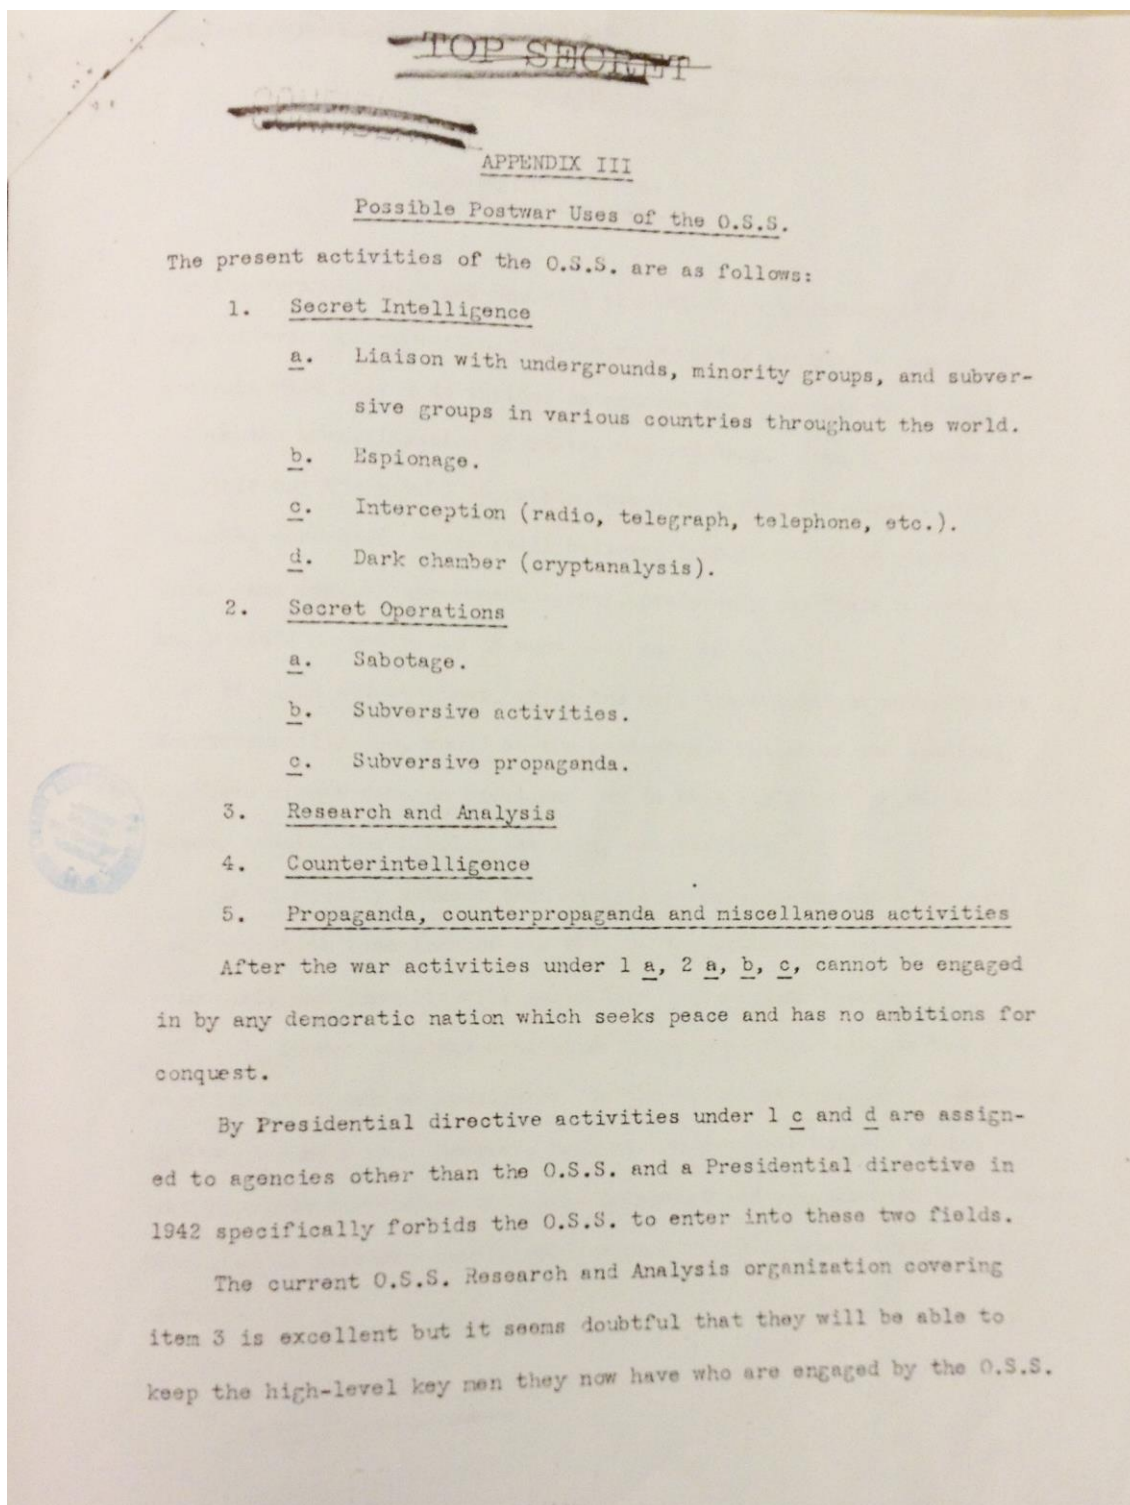 TOP SECRET
APPENDIX III
Possible Postwar Uses of the O.S.S.
The present activities of the O.S.S. are as follows:
1. Secret Intelligence
a. Liaison with undergrounds, minority groups, and subver-
sive groups in various countries throughout the world.
b. Espionage.
c. Interception (radio, telegraph, telephone, etc.).
d. Dark chamber (cryptanalysis).
2. Secret Operations
a. Sabotage.
b. Subversive activities.
c. Subversive propaganda.
3. Research and Analysis
4. Counterintelligence
5. Propaganda, counterpropaganda and miscellaneous activities
After the war activities under 1 a, 2 a, b, c, cannot be engaged
in by any democratic nation which seeks peace and has no ambitions for
conquest.
By Presidential directive activities under 1 c and d are assign-
ed to agencies other than the O.S.S. and a Presidential directive in
1942 specifically forbids the O.S.S. to enter into these two fields.
The current O.S.S. Research and Analysis organization covering
item 3 is excellent but it seems doubtful that they will be able to
keep the high-level key men they now have who are engaged by the O.S.S.